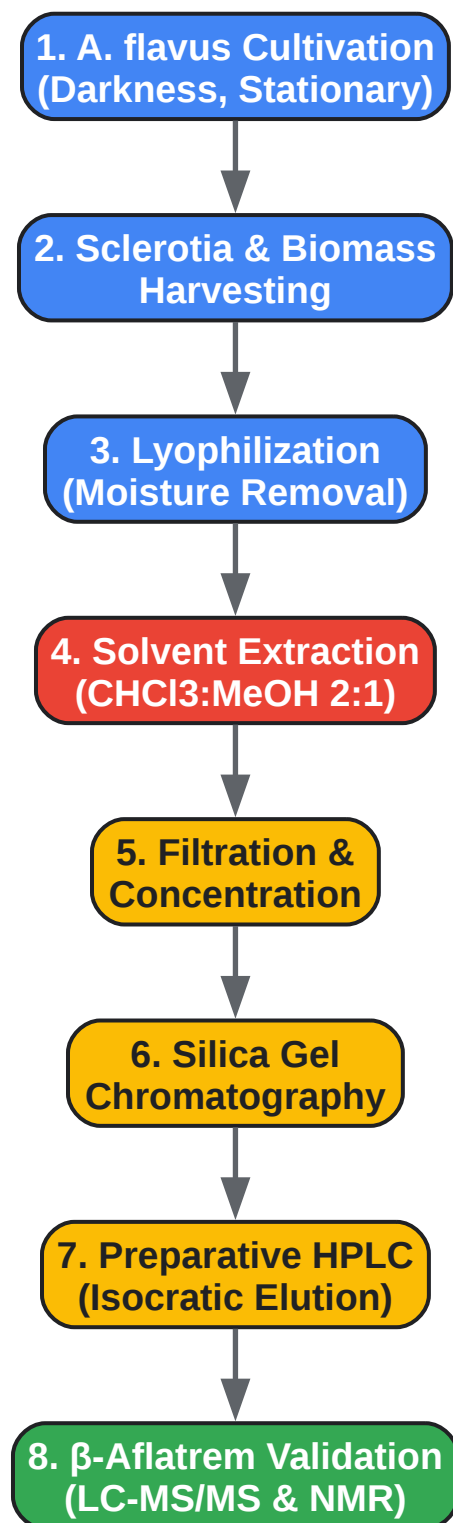 1. A. flavus Cultivation
(Darkness, Stationary)
2. Sclerotia & Biomass
Harvesting
3. Lyophilization
(Moisture Removal)
4. Solvent Extraction
(CHCl3:MeOH 2:1)
5. Filtration &
Concentration
6. Silica Gel
Chromatography
7. Preparative HPLC
(Isocratic Elution)
8. β-Aflatrem Validation
(LC-MS/MS & NMR)